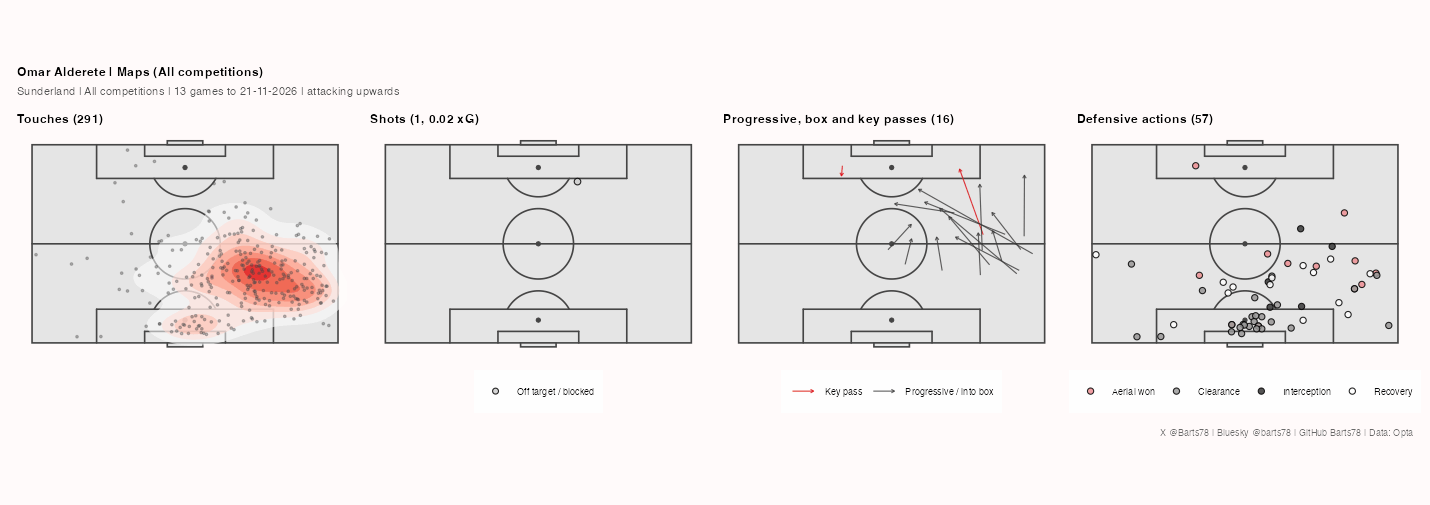 Omar Alderete | Maps (All competitions)
Sunderland | All competitions | 13 games to 21-11-2026 | attacking upwards
Touches (291)
Shots (1, 0.02 xG)
Progressive, box and key passes (16)
Defensive actions (57)
Off target / blocked
Key pass
Progressive / into box
Aerial won
Clearance
Interception
Recovery
X @Barts78 | Bluesky @barts78 | GitHub Barts78 | Data: Opta